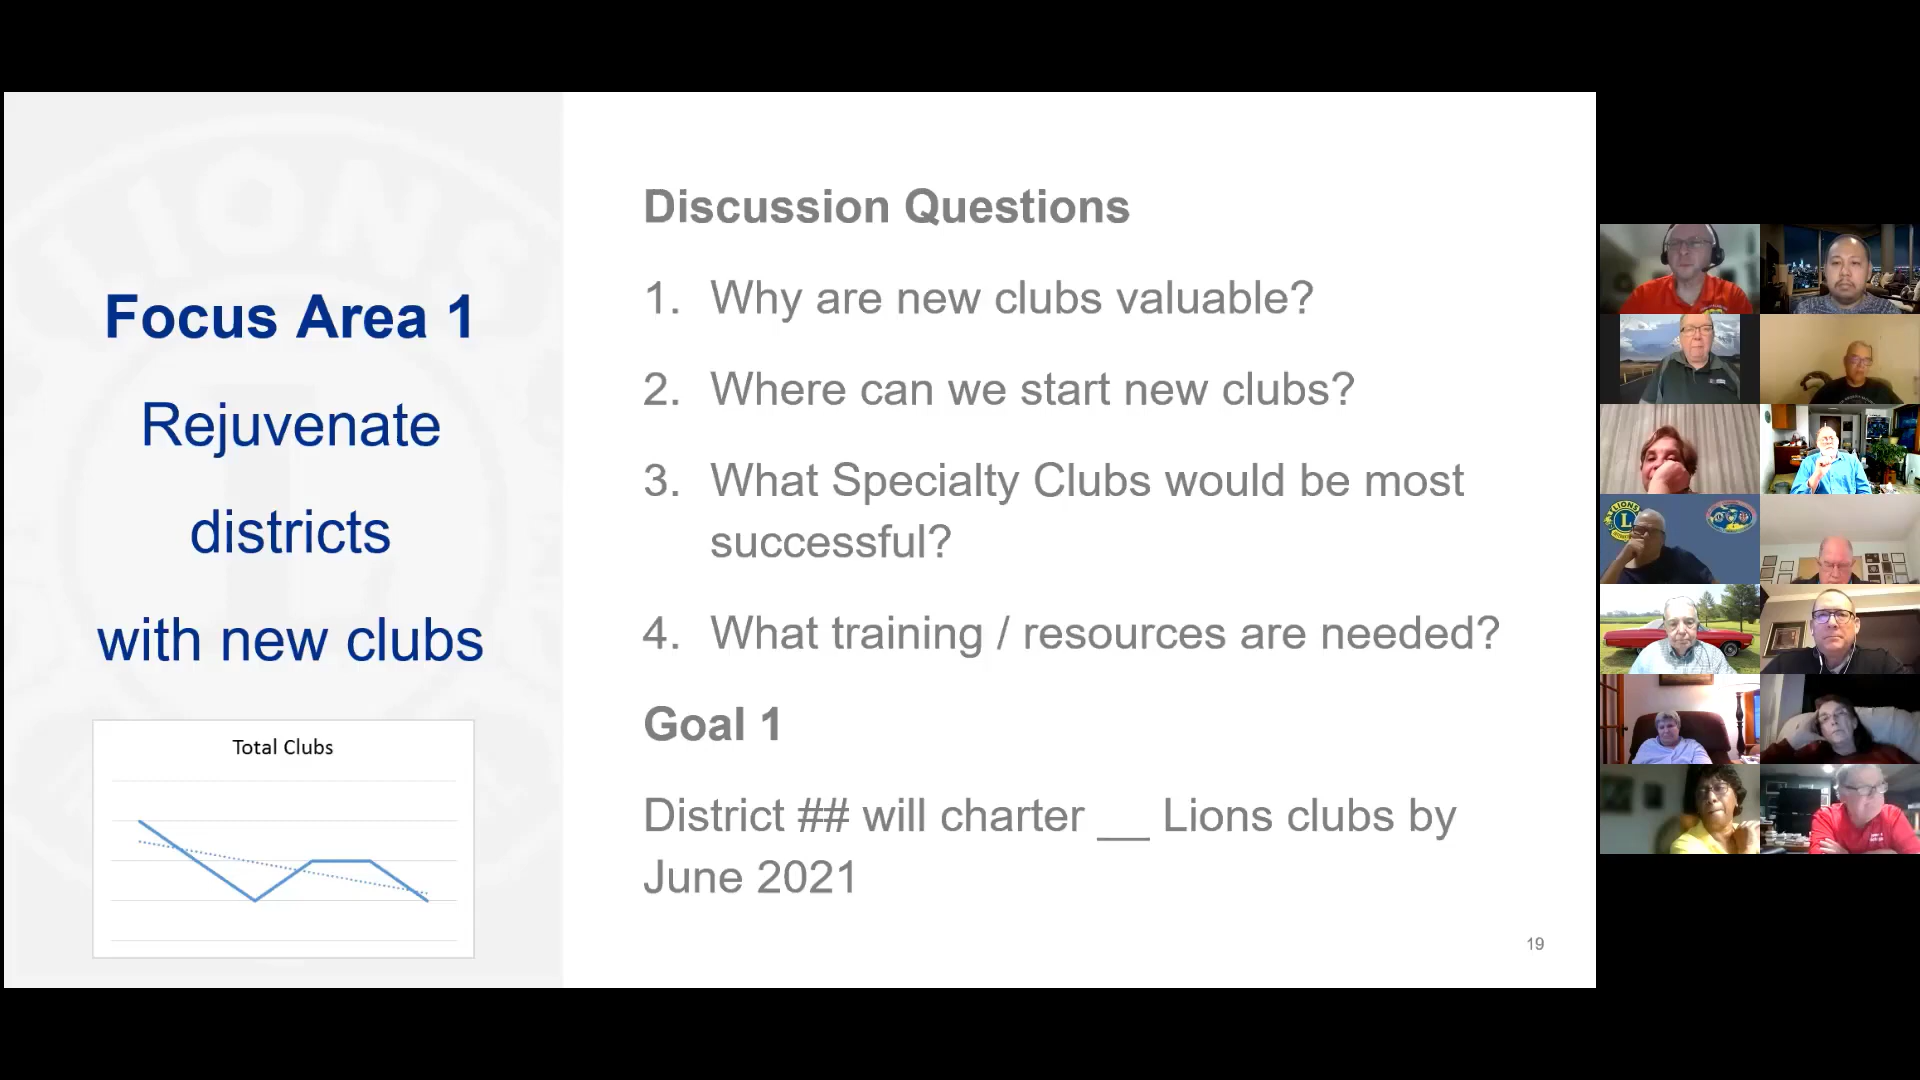 LIONS
Focus Area 1
Rejuvenate
districts
with new clubs
Total Clubs
Discussion Questions
1. Why are new clubs valuable?
2. Where can we start new clubs?
3. What Specialty Clubs would be most
successful?
4. What training / resources are needed?
Goal 1
District ## will charter __ Lions clubs by
June 2021
19
LIONS
L